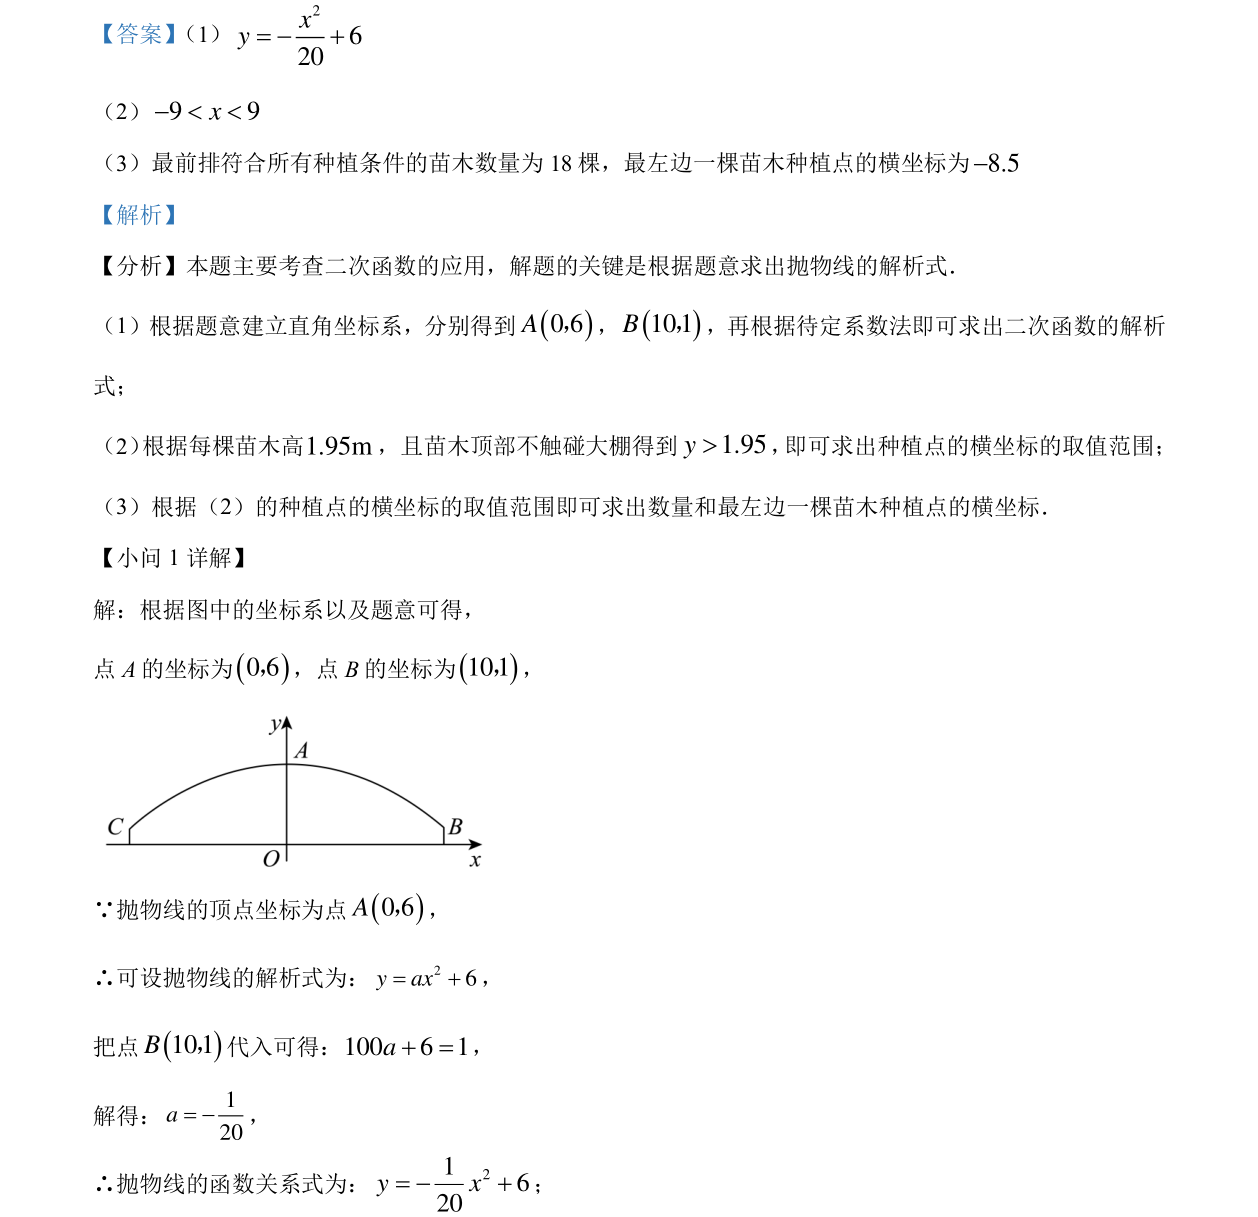 【答案】（1） y = −x²/20 + 6
（2） −9 < x < 9
（3）最前排符合所有种植条件的苗木数量为 18 棵，最左边一棵苗木种植点的横坐标为 −8.5
【解析】
【分析】本题主要考查二次函数的应用，解题的关键是根据题意求出抛物线的解析式．
（1）根据题意建立直角坐标系，分别得到 A(0,6)，B(10,1)，再根据待定系数法即可求出二次函数的解析
式；
（2）根据每棵苗木高1.95m，且苗木顶部不触碰大棚得到 y > 1.95，即可求出种植点的横坐标的取值范围；
（3）根据（2）的种植点的横坐标的取值范围即可求出数量和最左边一棵苗木种植点的横坐标．
【小问 1 详解】
解：根据图中的坐标系以及题意可得，
点 A 的坐标为(0,6)，点 B 的坐标为(10,1)，
y
A
C
B
O
x
∵抛物线的顶点坐标为点 A(0,6)，
∴可设抛物线的解析式为： y = ax² + 6，
把点 B(10,1)代入可得：100a + 6 = 1，
解得： a = −1/20，
∴抛物线的函数关系式为： y = −1/20 x² + 6；